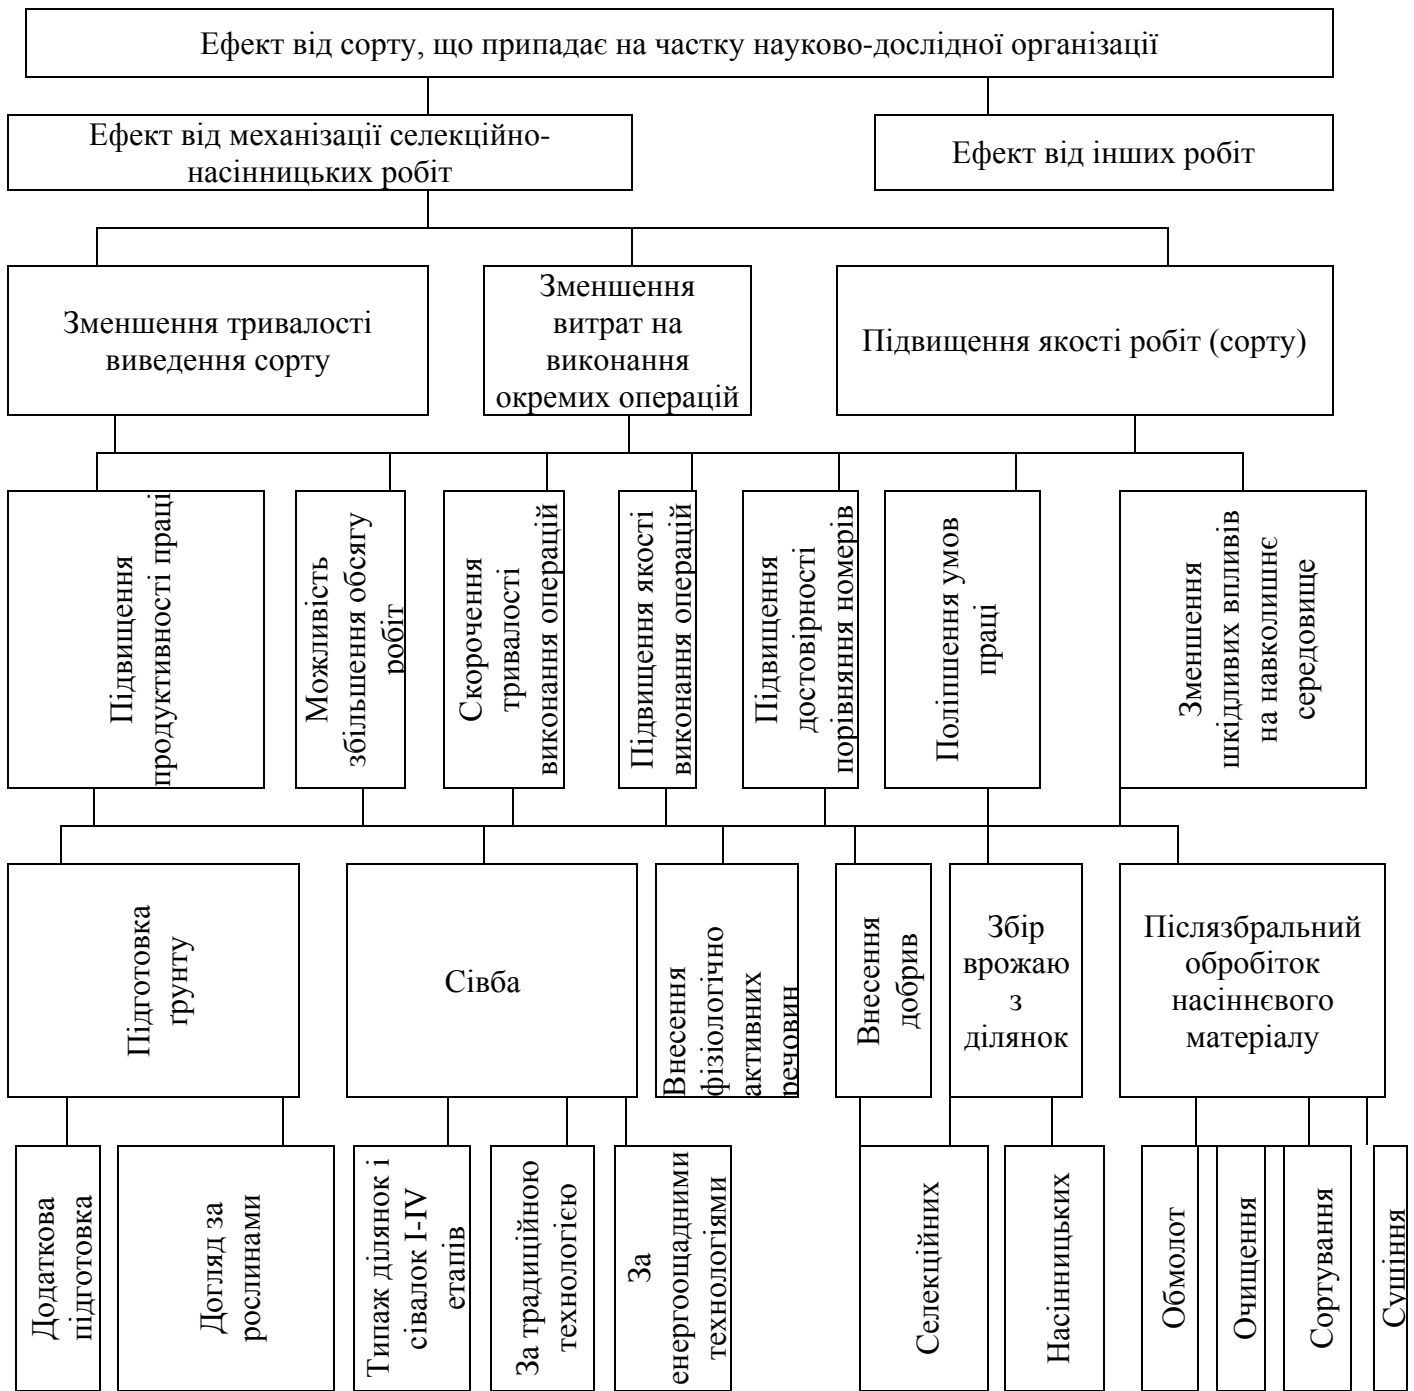 Ефект від сорту, що припадає на частку науково-дослідної організації
Ефект від механізації селекційно-
насінницьких робіт
Ефект від інших робіт
Зменшення тривалості
виведення сорту
Зменшення
витрат на
виконання
окремих операцій
Підвищення якості робіт (сорту)
Підвищення
продуктивності праці
Можливість
збільшення обсягу
робіт
Скорочення
тривалості
виконання операцій
Підвищення якості
виконання операцій
Підвищення
достовірності
порівняння номерів
Поліпшення умов
праці
Зменшення
шкідливих впливів
на навколишнє
середовище
Підготовка
ґрунту
Сівба
Внесення
фізіологічно
активних
речовин
Внесення
добрив
Збір
врожаю
з
ділянок
Післязбральний
обробіток
насіннєвого
матеріалу
Додаткова
підготовка
Догляд за
рослинами
Типаж ділянок і
сівалок I-IV
етапів
За традиційною
технологією
За
енергоощадними
технологіями
Селекційних
Насінницьких
Обмолот
Очищення
Сортування
Сушіння